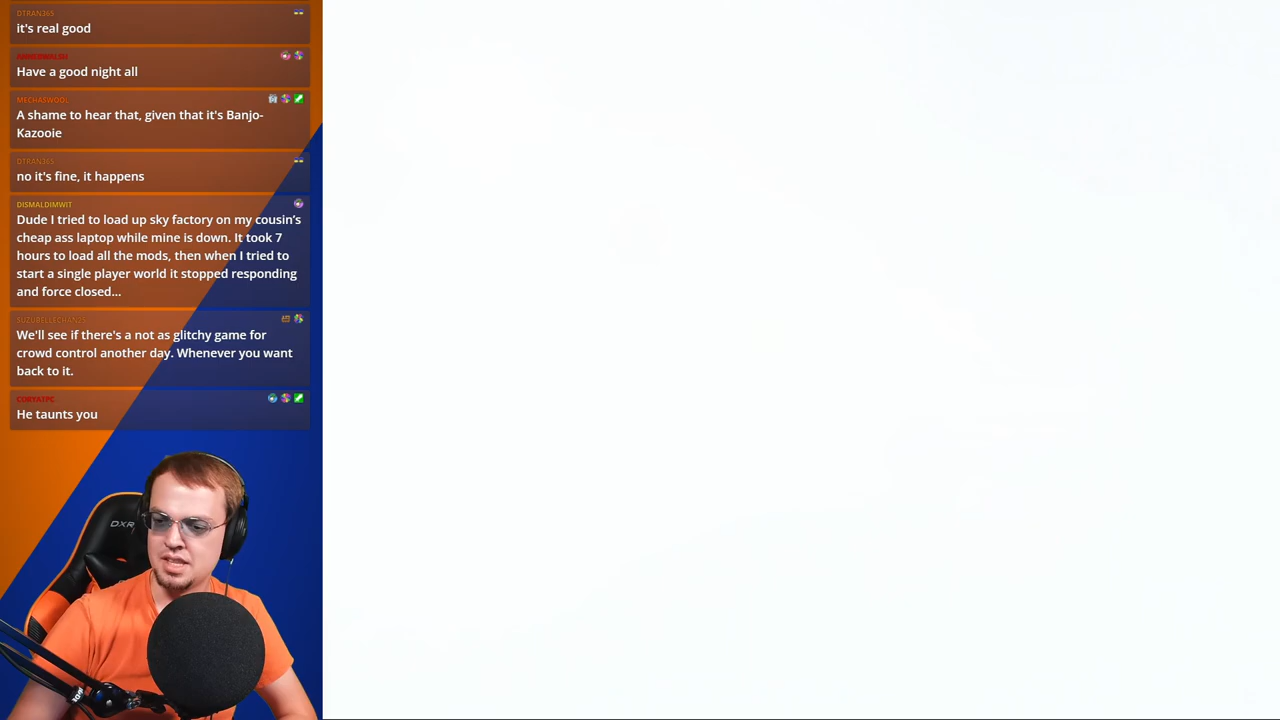 DTRAN365
it's real good
Have a good night all
MECHASWOOL
A shame to hear that, given that it's Banjo-
Kazooie
DTRAN365
no it's fine, it happens
DISMALDIMWIT
Dude I tried to load up sky factory on my cousin's
cheap ass laptop while mine is down. It took 7
hours to load all the mods, then when I tried to
start a single player world it stopped responding
and force closed...
We'll see if there's a not as glitchy game for
crowd control another day. Whenever you want
back to it.
CORYATPC
He taunts you
DXR